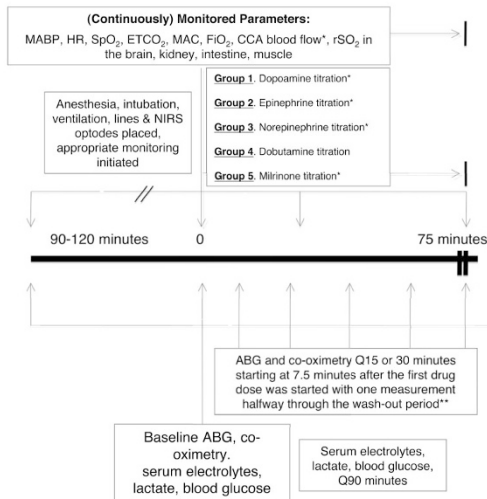 (Continuously) Monitored Parameters:
MABP, HR, SpO2, ETCO2, MAC, FiO2, CCA blood flow*, rSO2 in
the brain, kidney, intestine, muscle
Anesthesia, intubation,
ventilation, lines & NIRS
optodes placed,
appropriate monitoring
initiated
Group 1. Dopamine titration*
Group 2. Epinephrine titration*
Group 3. Norepinephrine titration*
Group 4. Dobutamine titration
Group 5. Milrinone titration*
90-120 minutes
0
75 minutes
ABG and co-oximetry Q15 or 30 minutes
starting at 7.5 minutes after the first drug
dose was started with one measurement
halfway through the wash-out period**
Baseline ABG, co-
oximetry.
serum electrolytes,
lactate, blood glucose
Serum electrolytes,
lactate, blood glucose,
Q90 minutes